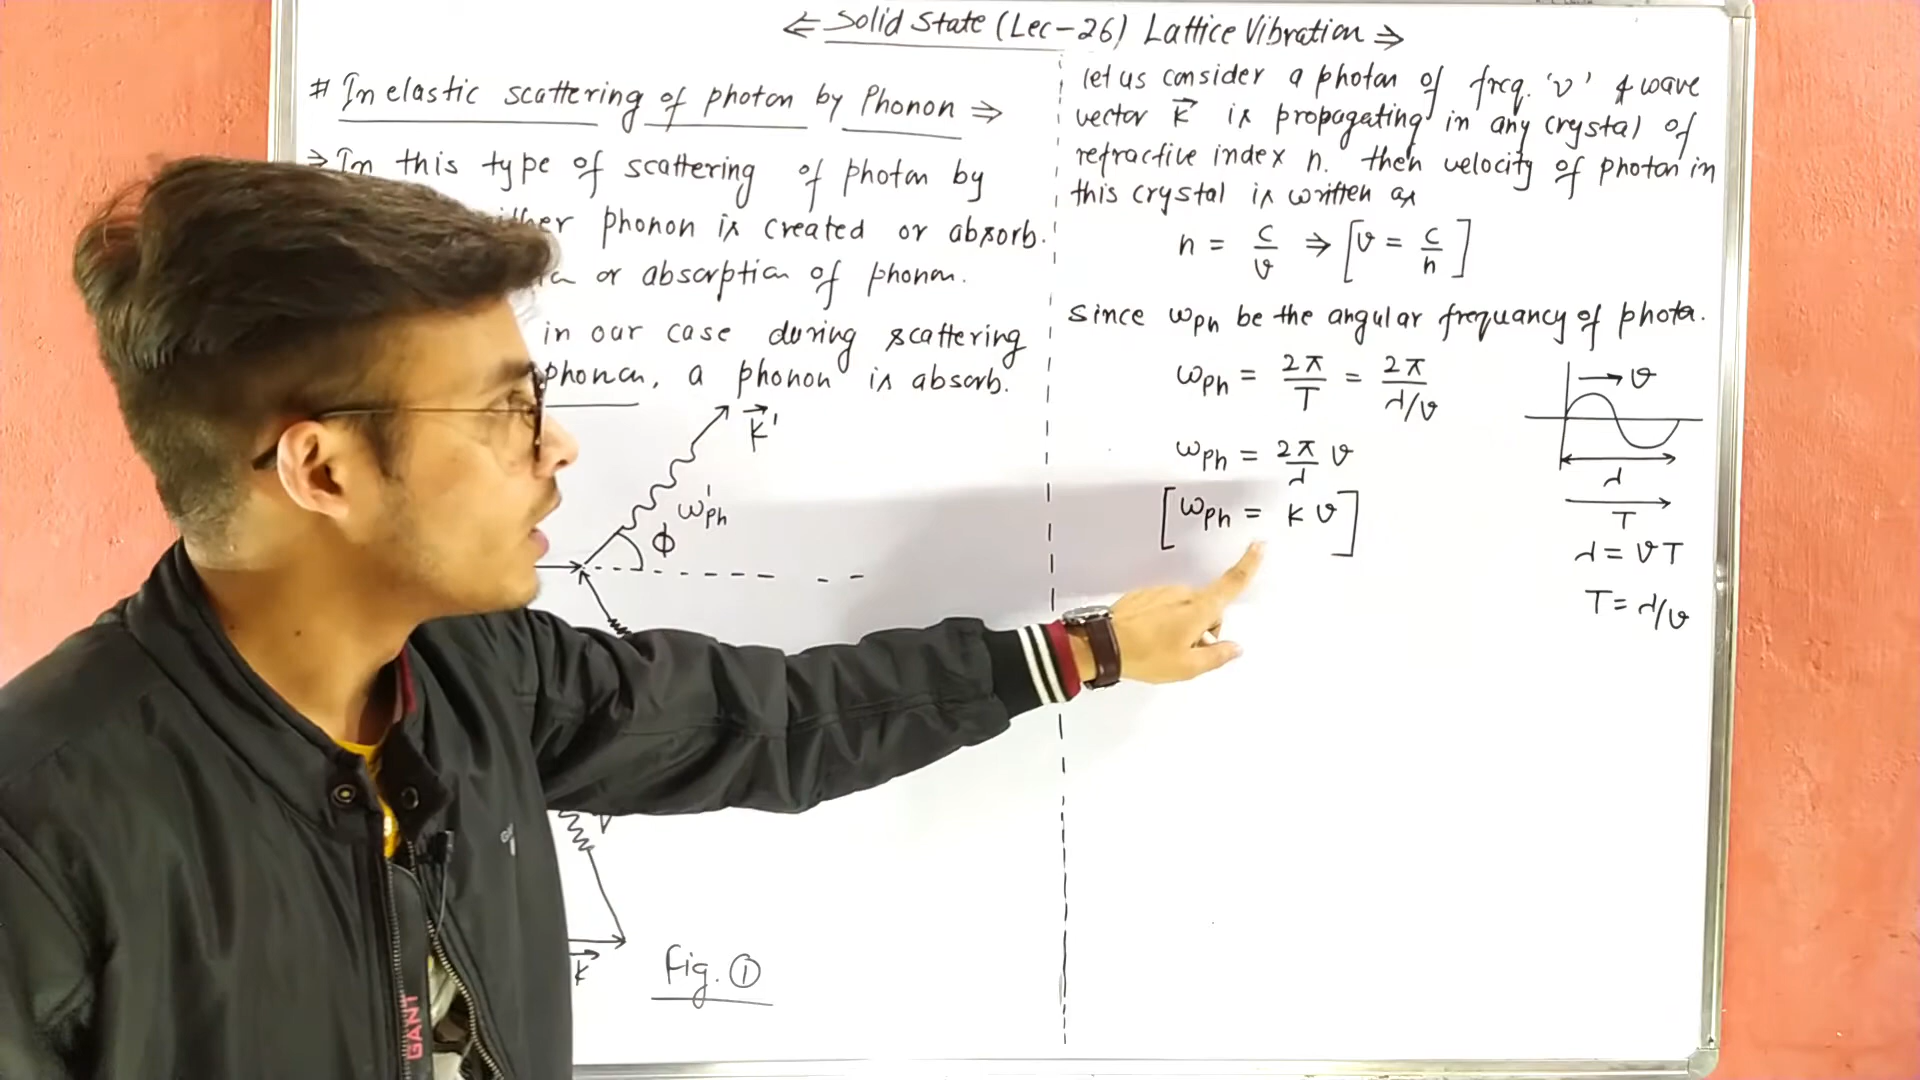 ⇐ Solid State (Lec-26) Lattice Vibration ⇒
# In elastic scattering of photon by Phonon ⇒
⇒ In this type of scattering of photon by
phonon is created or absorb.
or absorption of phonon.
in our case during scattering
phonon, a phonon is absorb.
k⃗'
ω'ph
ϕ
k⃗
Fig. ①
let us consider a photon of freq. 'ν' & wave
vector k⃗ is propagating in any crystal of
refractive index n. then velocity of photon in
this crystal is written as
n = c/v ⇒ [v = c/n]
since ωph be the angular frequancy of photon.
ωph = 2π/T = 2π/λ/v
ωph = 2π/λ v
[ωph = k v]
v
λ
T
λ = vT
T = λ/v
GANT